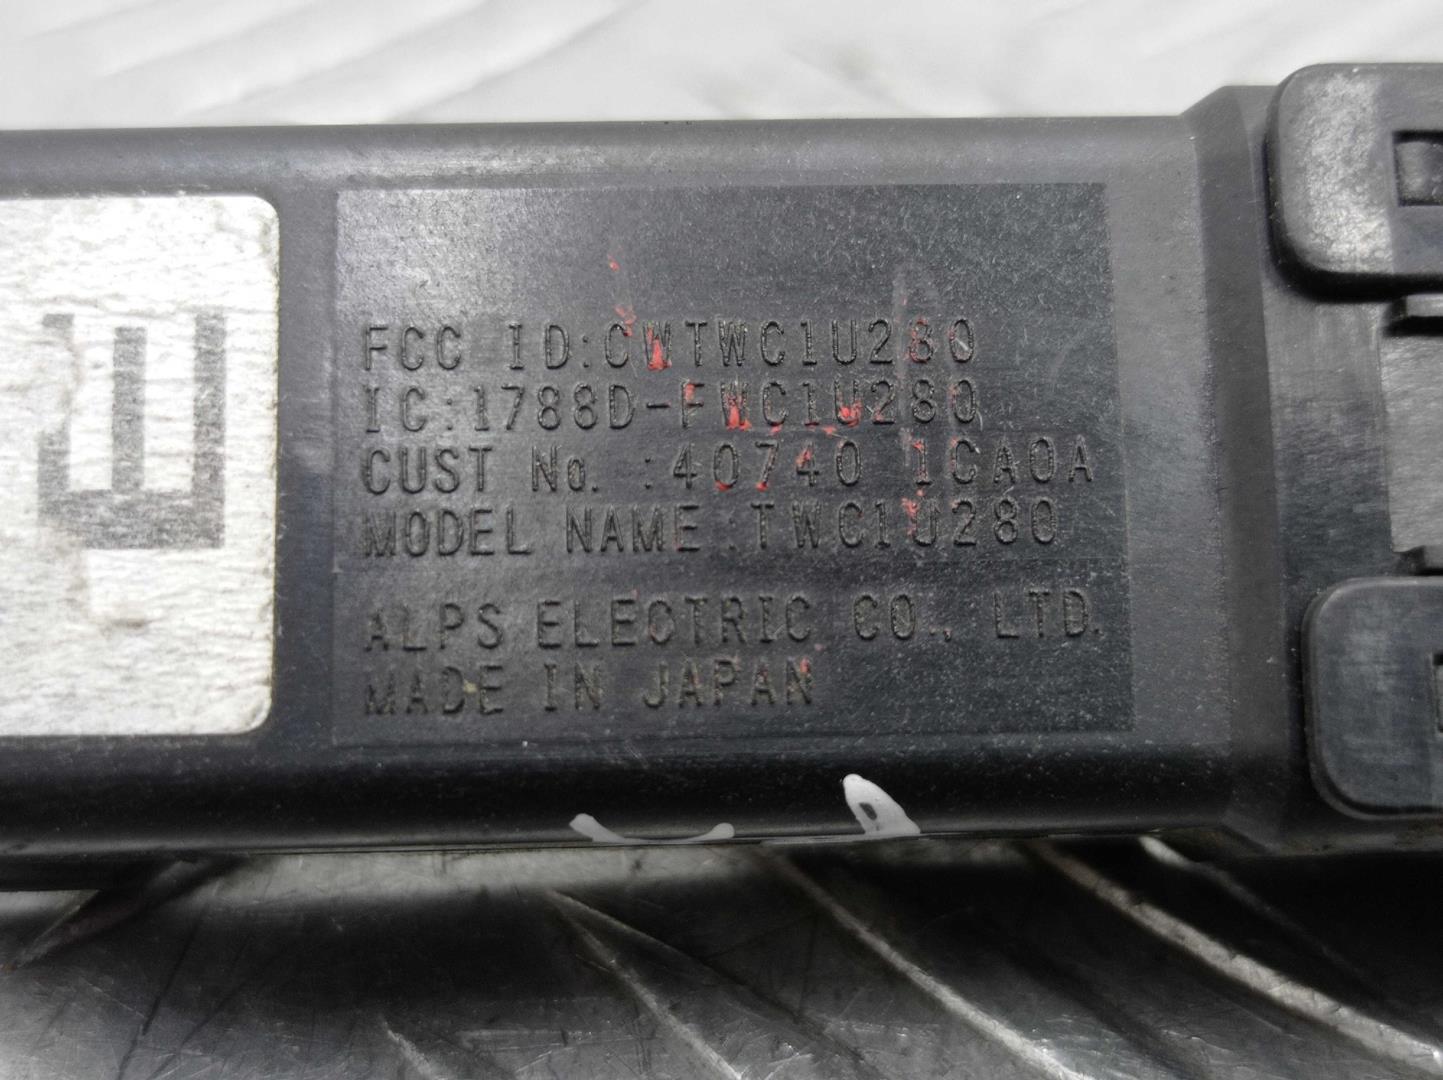 FCC ID:CWTWC1U280
IC:1788D-FWC1U280
CUST No. :40740 1CA0A
MODEL NAME:TWC1U280
ALPS ELECTRIC CO., LTD.
MADE IN JAPAN